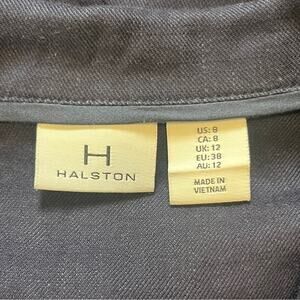 H
HALSTON
US: 8
CA: 8
UK: 12
EU: 38
AU: 12
MADE IN
VIETNAM